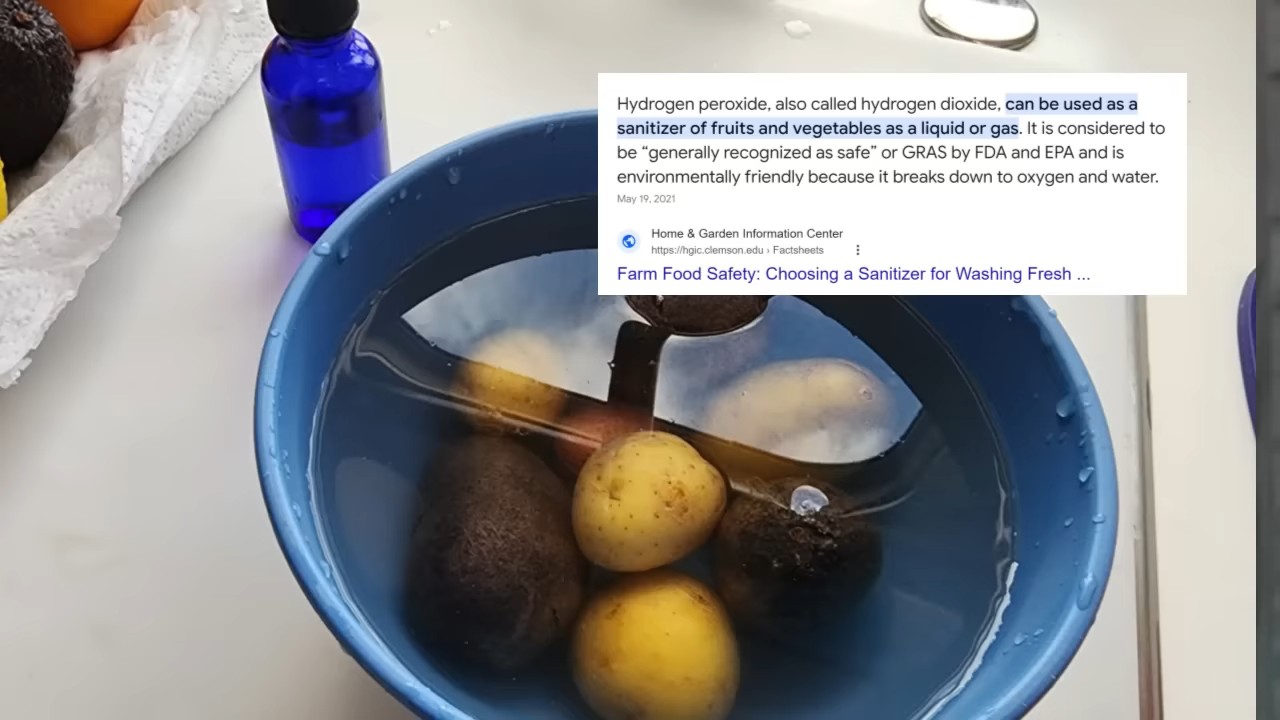 Hydrogen peroxide, also called hydrogen dioxide, can be used as a
sanitizer of fruits and vegetables as a liquid or gas. It is considered to
be “generally recognized as safe” or GRAS by FDA and EPA and is
environmentally friendly because it breaks down to oxygen and water.
May 19, 2021
Home & Garden Information Center
https://hgic.clemson.edu › Factsheets
Farm Food Safety: Choosing a Sanitizer for Washing Fresh ...